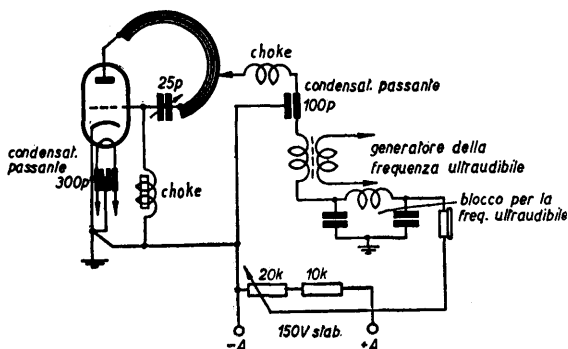 choke
25p
condensat. passante
100p
generatore della
frequenza ultraudibile
condensat.
passante
300p
choke
blocco per la
freq. ultraudibile
20k
10k
150V stab.
-A
+A